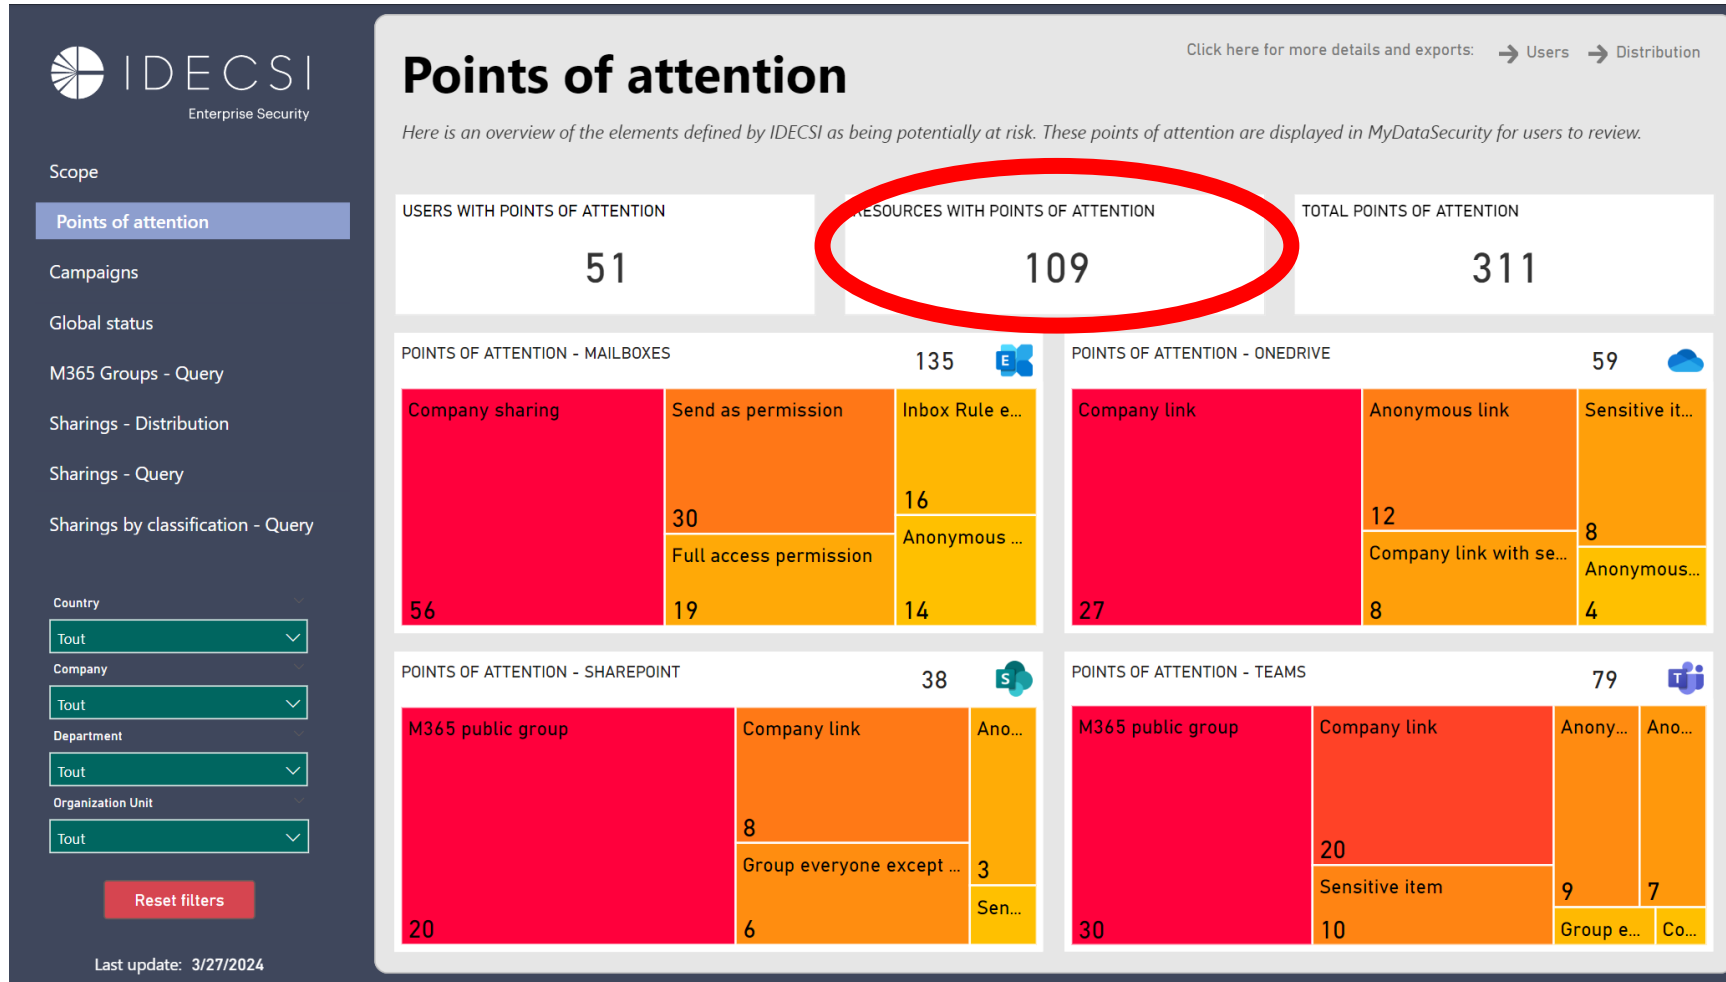 IDECSI
Enterprise Security
Scope
Points of attention
Campaigns
Global status
M365 Groups - Query
Sharings - Distribution
Sharings - Query
Sharings by classification - Query
Country
Tout
Company
Tout
Department
Tout
Organization Unit
Tout
Reset filters
Last update: 3/27/2024
Click here for more details and exports: Users Distribution
Points of attention
Here is an overview of the elements defined by IDECSI as being potentially at risk. These points of attention are displayed in MyDataSecurity for users to review.
USERS WITH POINTS OF ATTENTION
51
RESOURCES WITH POINTS OF ATTENTION
109
TOTAL POINTS OF ATTENTION
311
POINTS OF ATTENTION - MAILBOXES
135
E
Company sharing
56
Send as permission
30
Full access permission
19
Inbox Rule e...
16
Anonymous ...
14
POINTS OF ATTENTION - ONEDRIVE
59
Company link
27
Anonymous link
12
Company link with se...
8
Sensitive it...
8
Anonymous...
4
POINTS OF ATTENTION - SHAREPOINT
38
S
M365 public group
20
Company link
8
Group everyone except ...
6
Ano...
3
Sen...
POINTS OF ATTENTION - TEAMS
79
T
M365 public group
30
Company link
20
Sensitive item
10
Anony...
9
Ano...
7
Group e...
Co...